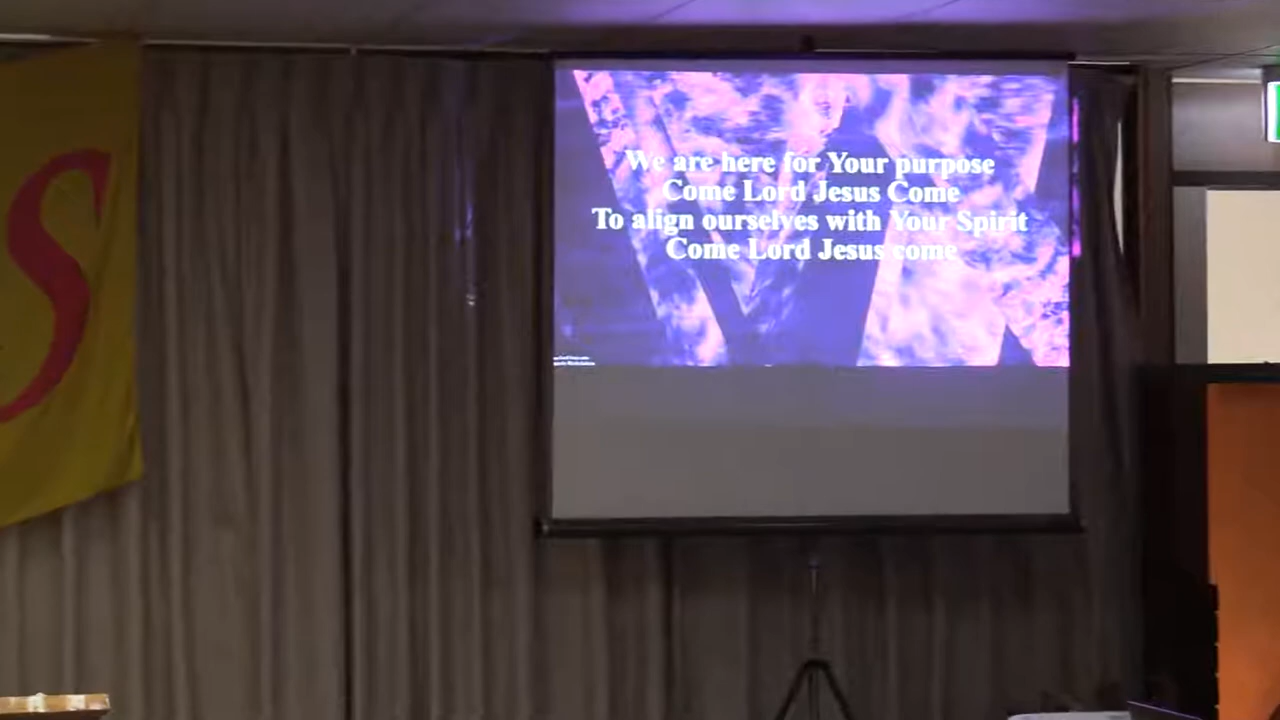 S
We are here for Your purpose
Come Lord Jesus Come
To align ourselves with Your Spirit
Come Lord Jesus come